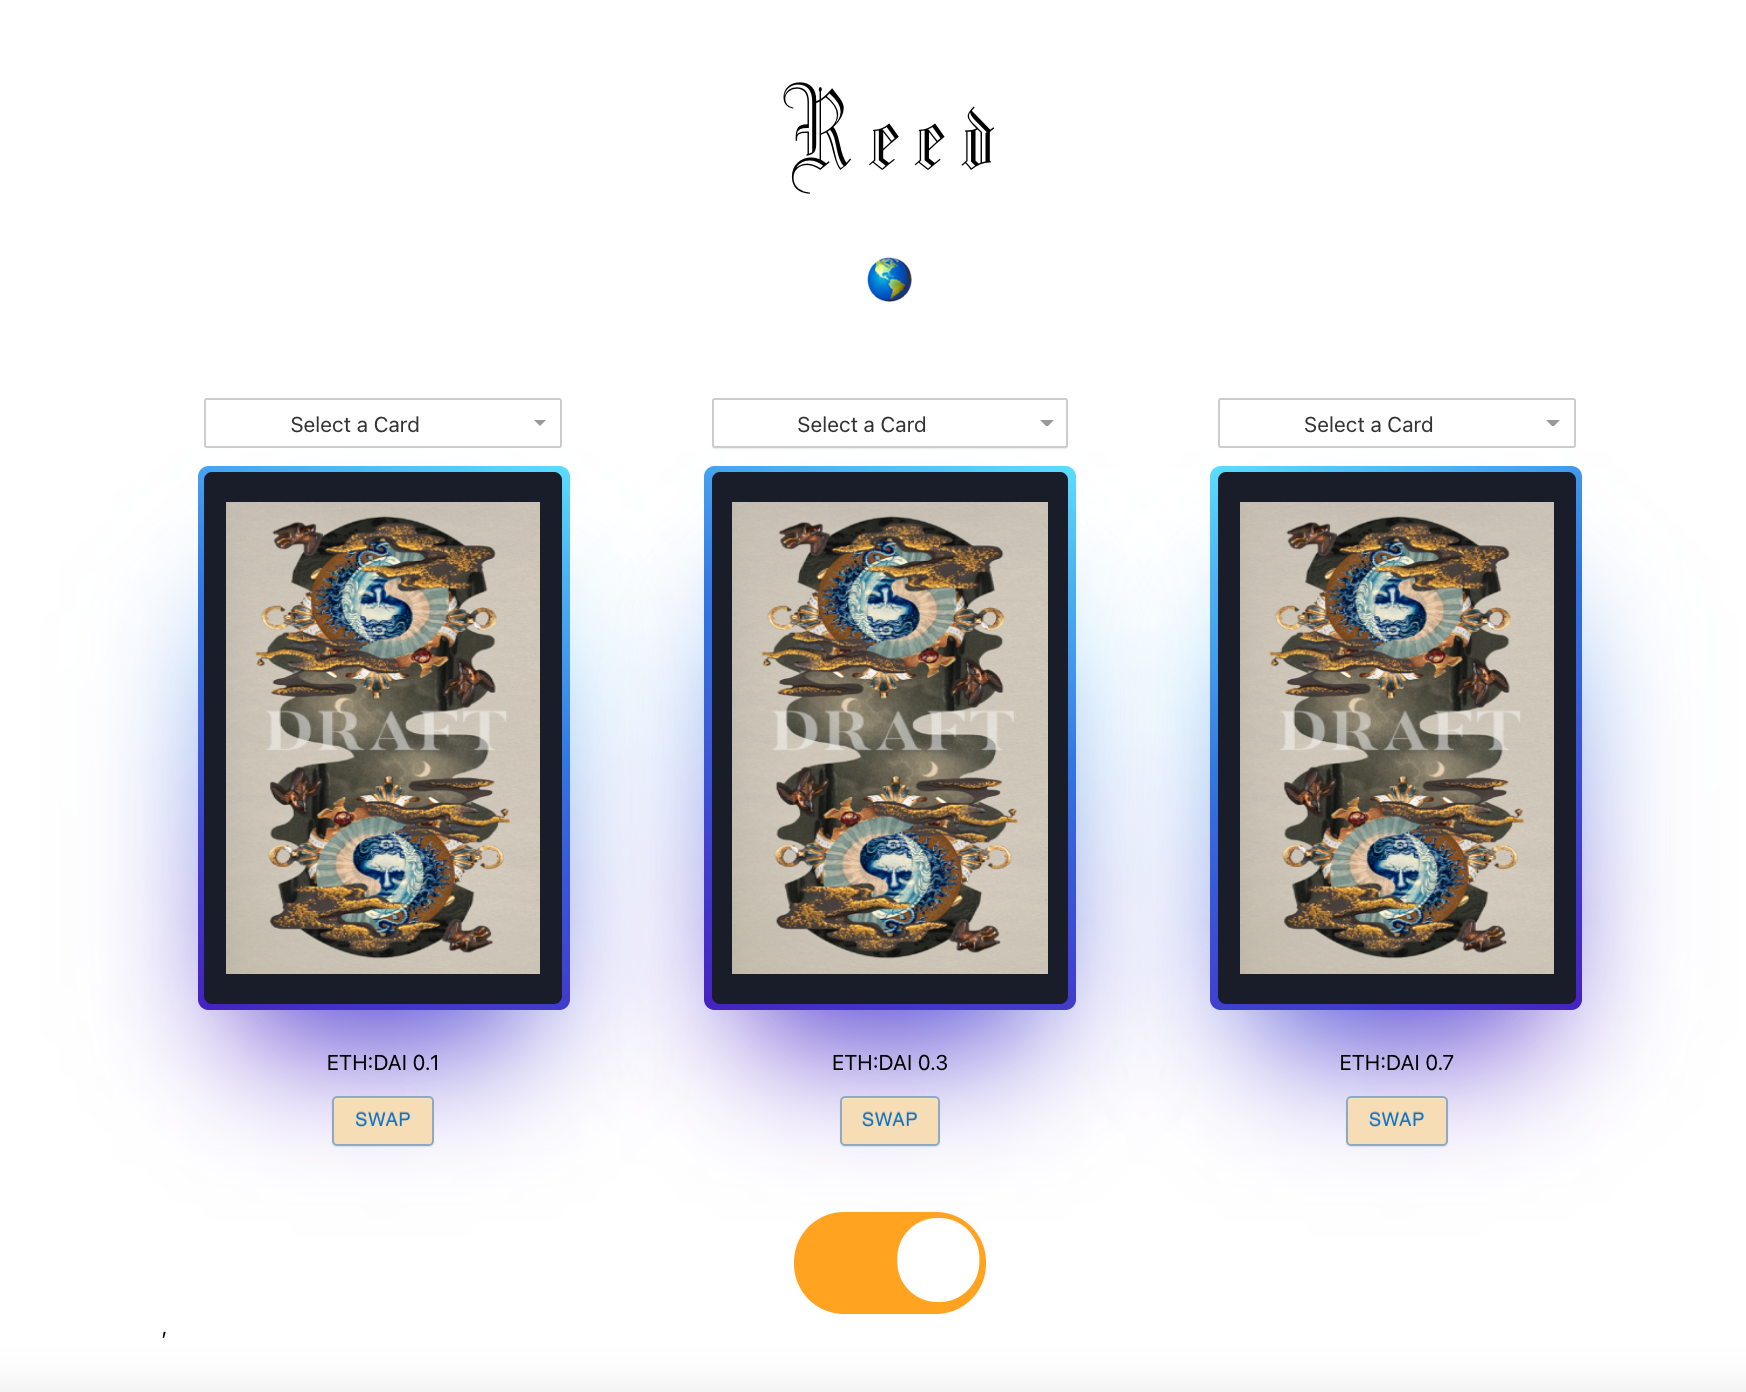 Reed
Select a Card
Select a Card
Select a Card
DRAFT
DRAFT
DRAFT
ETH:DAI 0.1
ETH:DAI 0.3
ETH:DAI 0.7
SWAP
SWAP
SWAP
,